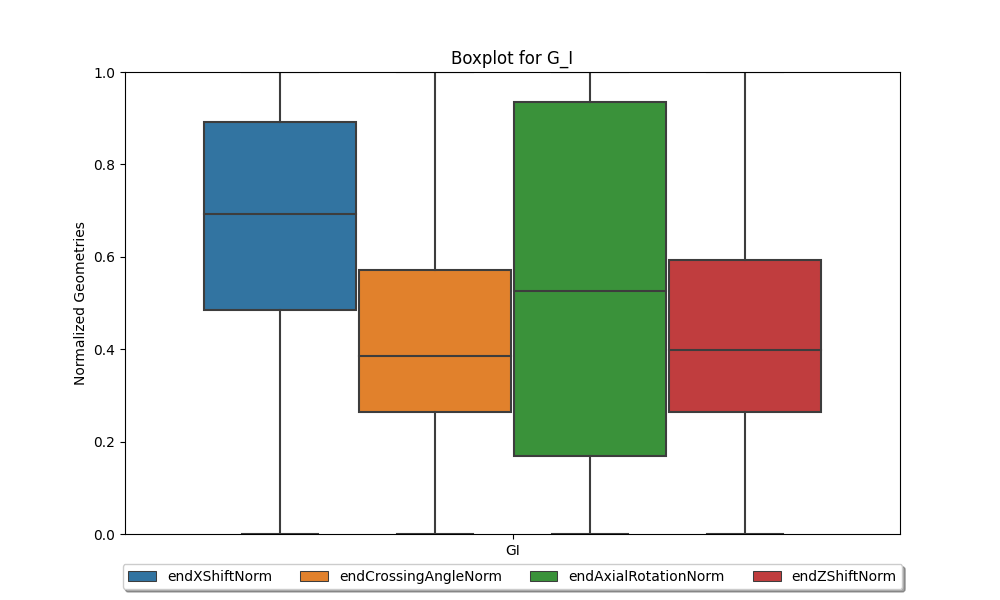 Boxplot for G_I
1.0
0.8
0.6
0.4
0.2
0.0
Normalized Geometries
GI
endXShiftNorm endCrossingAngleNorm endAxialRotationNorm endZShiftNorm